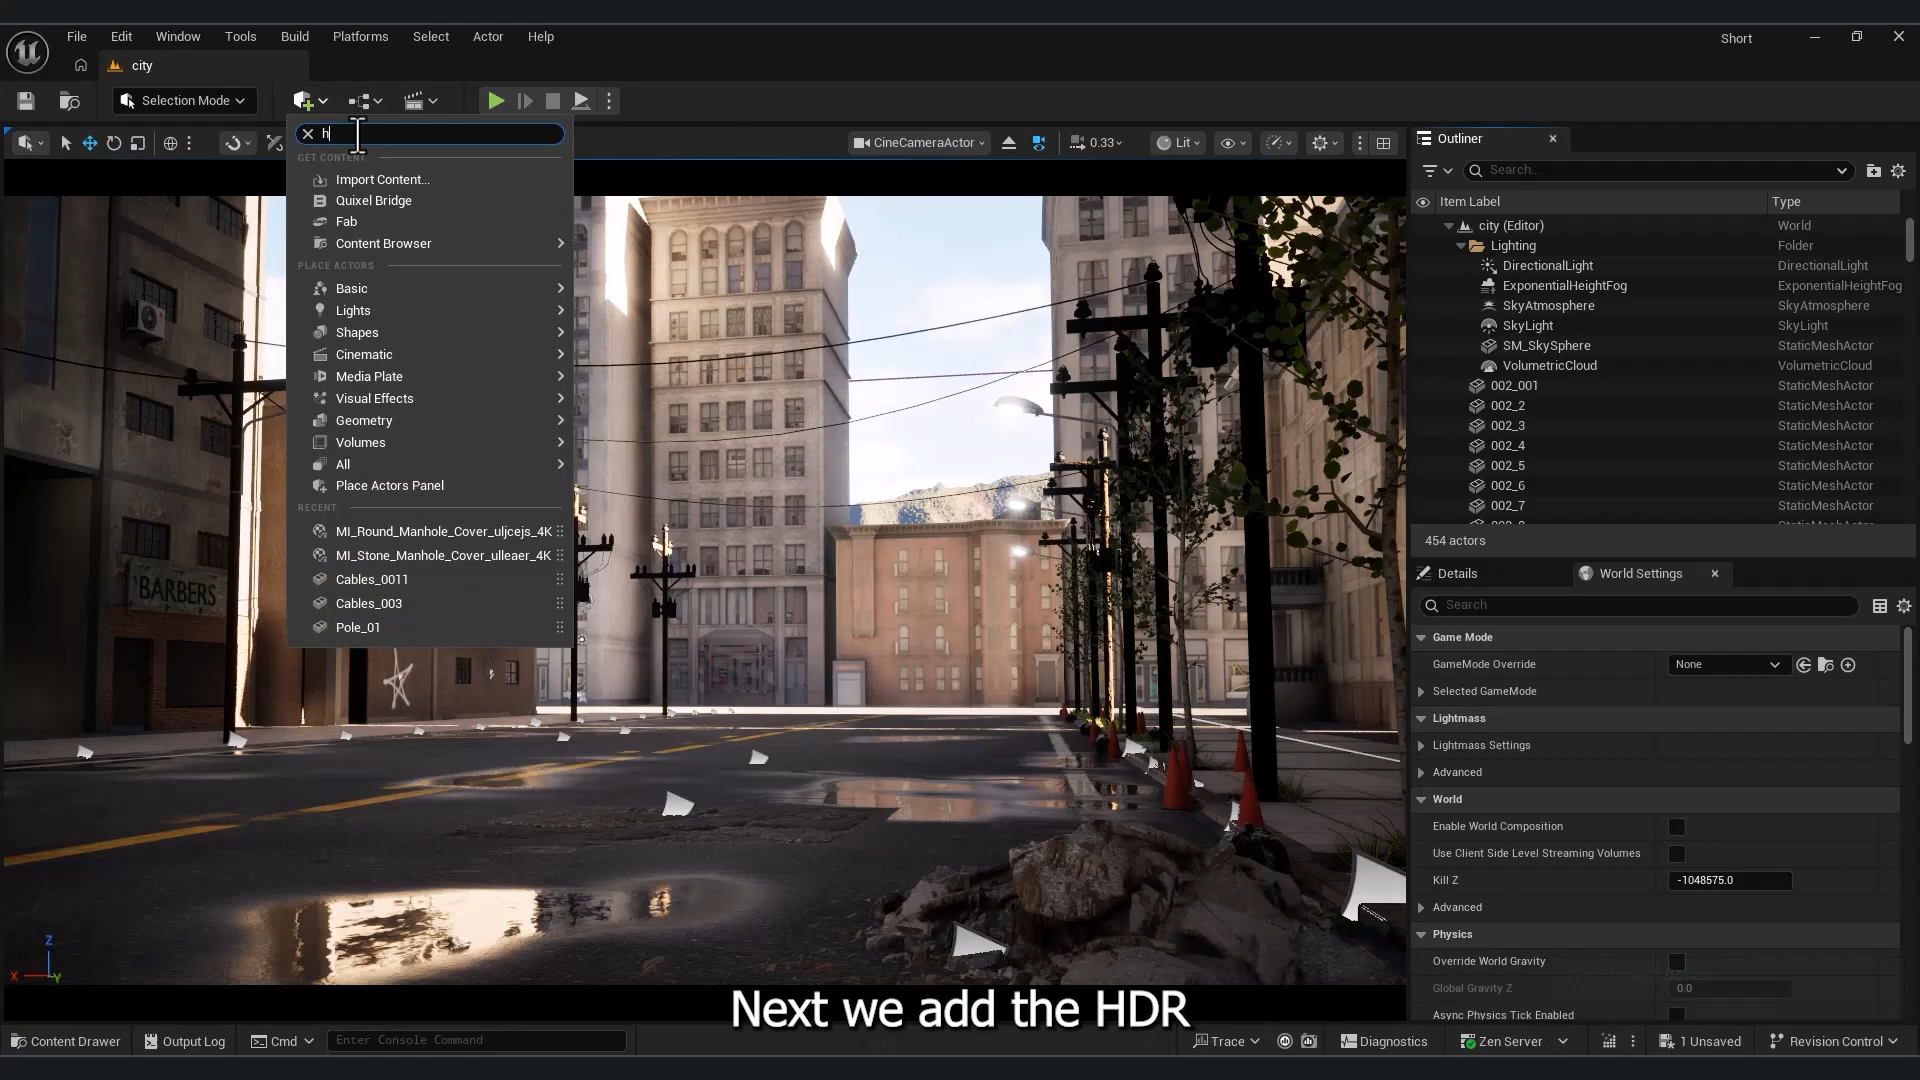 File Edit Window Tools Build Platforms Select Actor Help
Short
city
Selection Mode
h
CineCameraActor
0.33
Lit
GET CONTENT
Import Content...
Quixel Bridge
Fab
Content Browser
PLACE ACTORS
Basic
Lights
Shapes
Cinematic
Media Plate
Visual Effects
Geometry
Volumes
All
Place Actors Panel
RECENT
MI_Round_Manhole_Cover_uljcejs_4K
MI_Stone_Manhole_Cover_ulleaer_4K
Cables_0011
Cables_003
Pole_01
BARBERS
Z
X
Y
Next we add the HDR
Outliner
Search...
Item Label Type
city (Editor) World
Lighting Folder
DirectionalLight DirectionalLight
ExponentialHeightFog ExponentialHeightFog
SkyAtmosphere SkyAtmosphere
SkyLight SkyLight
SM_SkySphere StaticMeshActor
VolumetricCloud VolumetricCloud
002_001 StaticMeshActor
002_2 StaticMeshActor
002_3 StaticMeshActor
002_4 StaticMeshActor
002_5 StaticMeshActor
002_6 StaticMeshActor
002_7 StaticMeshActor
454 actors
Details World Settings
Search
Game Mode
GameMode Override None
Selected GameMode
Lightmass
Lightmass Settings
Advanced
World
Enable World Composition
Use Client Side Level Streaming Volumes
Kill Z -1048575.0
Advanced
Physics
Override World Gravity
Global Gravity Z 0.0
Async Physics Tick Enabled
Content Drawer Output Log Cmd Enter Console Command Trace Diagnostics Zen Server 1 Unsaved Revision Control